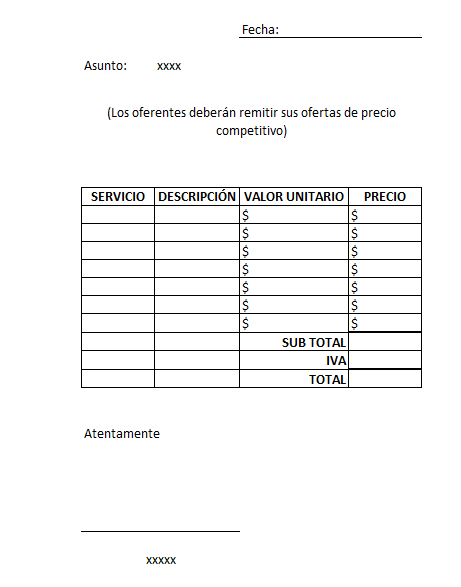 Fecha:
Asunto: xxxx
(Los oferentes deberán remitir sus ofertas de precio
competitivo)
SERVICIO DESCRIPCIÓN VALOR UNITARIO PRECIO
$ $
$ $
$ $
$ $
$ $
$ $
$ $
SUB TOTAL
IVA
TOTAL
Atentamente
xxxxx